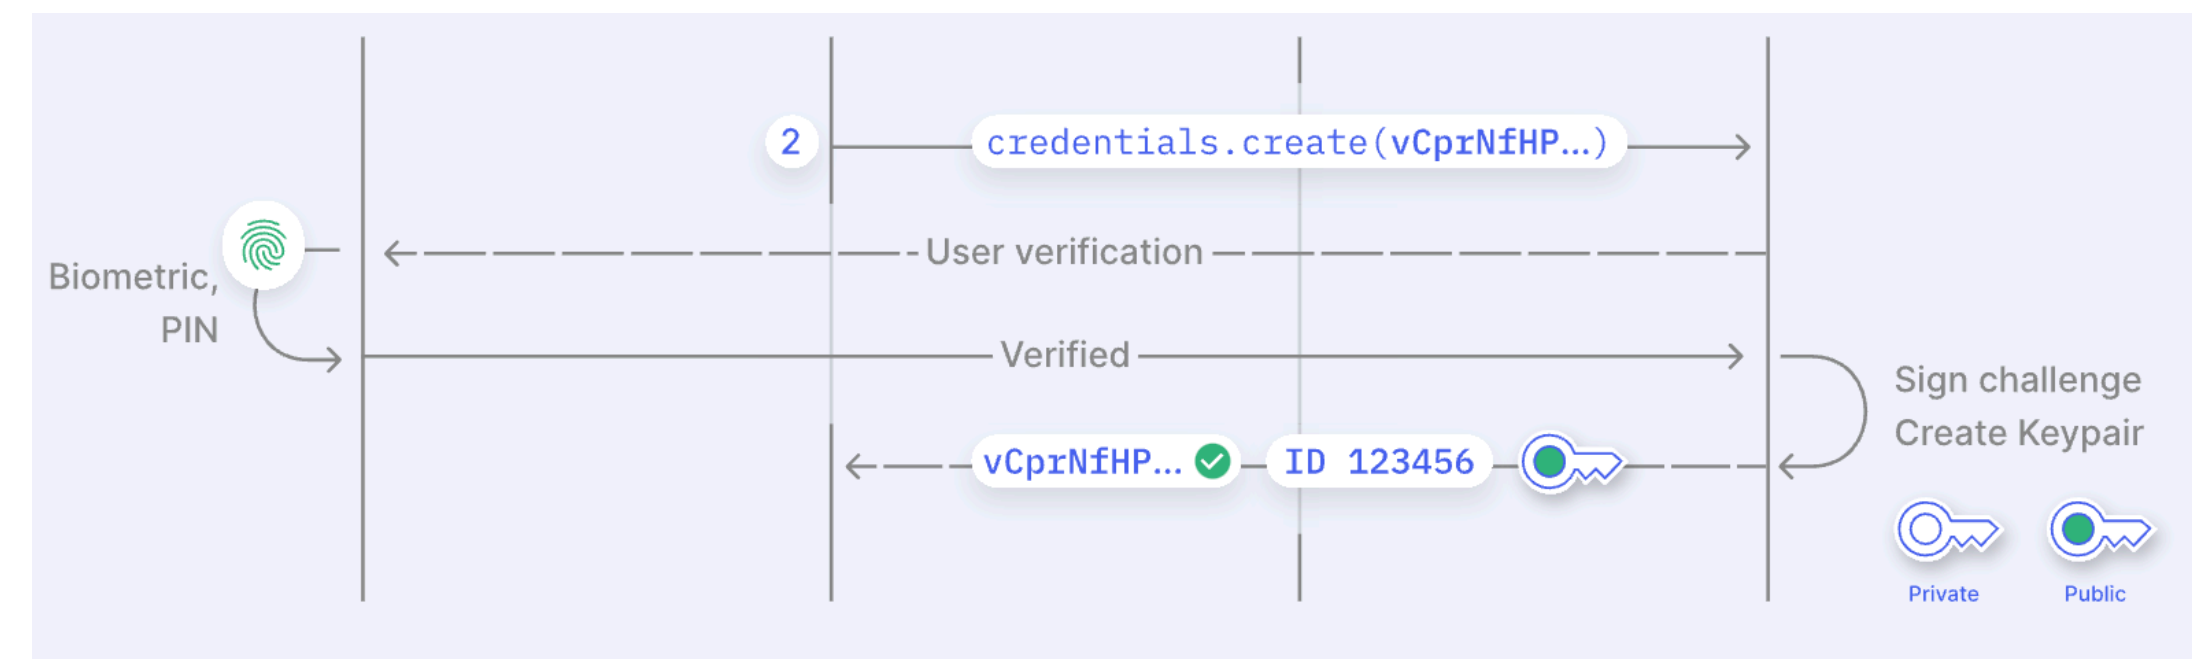 2
credentials.create(vCprNfHP...)
User verification
Biometric,
PIN
Verified
Sign challenge
Create Keypair
vCprNfHP...
ID 123456
Private
Public